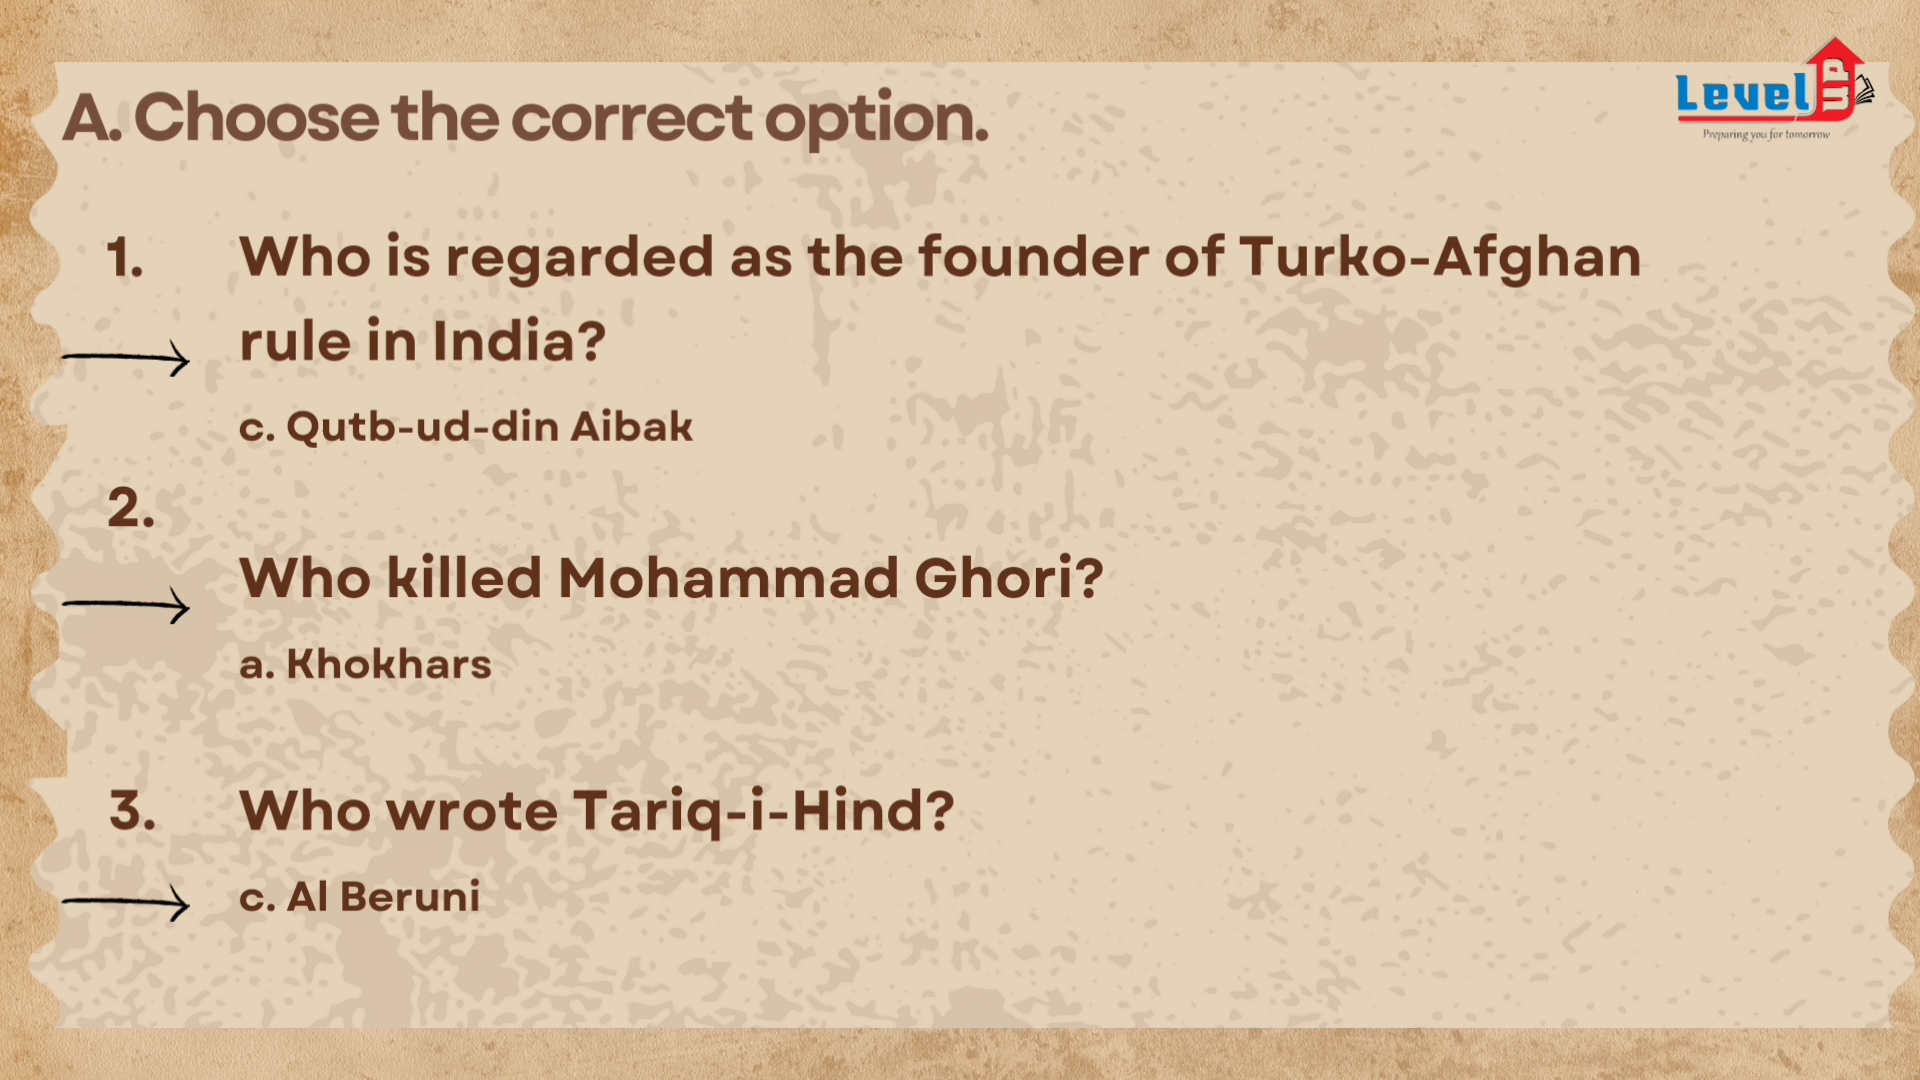 Level up
Preparing you for tomorrow
A. Choose the correct option.
1. Who is regarded as the founder of Turko-Afghan
rule in India?
c. Qutb-ud-din Aibak
2.
Who killed Mohammad Ghori?
a. Khokhars
3. Who wrote Tariq-i-Hind?
c. Al Beruni